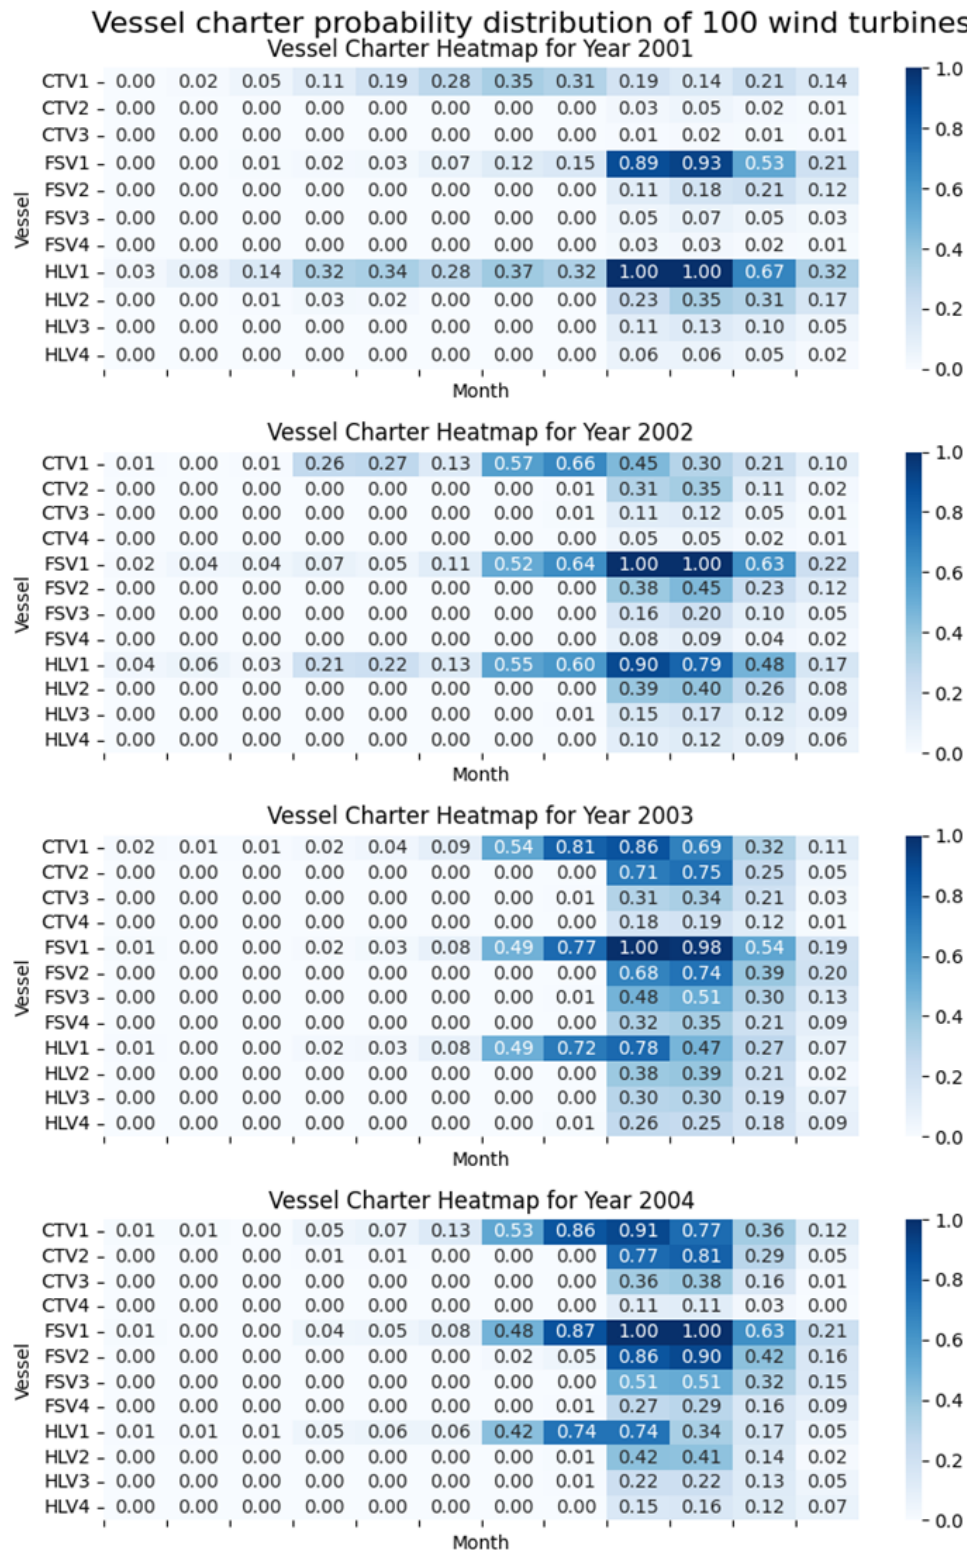 Vessel charter probability distribution of 100 wind turbines
Vessel Charter Heatmap for Year 2001
CTV1 0.00 0.02 0.05 0.11 0.19 0.28 0.35 0.31 0.19 0.14 0.21 0.14
CTV2 0.00 0.00 0.00 0.00 0.00 0.00 0.00 0.00 0.03 0.05 0.02 0.01
CTV3 0.00 0.00 0.00 0.00 0.00 0.00 0.00 0.00 0.01 0.02 0.01 0.01
FSV1 0.00 0.00 0.01 0.02 0.03 0.07 0.12 0.15 0.89 0.93 0.53 0.21
FSV2 0.00 0.00 0.00 0.00 0.00 0.00 0.00 0.00 0.11 0.18 0.21 0.12
FSV3 0.00 0.00 0.00 0.00 0.00 0.00 0.00 0.00 0.05 0.07 0.05 0.03
FSV4 0.00 0.00 0.00 0.00 0.00 0.00 0.00 0.00 0.03 0.03 0.02 0.01
HLV1 0.03 0.08 0.14 0.32 0.34 0.28 0.37 0.32 1.00 1.00 0.67 0.32
HLV2 0.00 0.00 0.01 0.03 0.02 0.00 0.00 0.00 0.23 0.35 0.31 0.17
HLV3 0.00 0.00 0.00 0.00 0.00 0.00 0.00 0.00 0.11 0.13 0.10 0.05
HLV4 0.00 0.00 0.00 0.00 0.00 0.00 0.00 0.00 0.06 0.06 0.05 0.02
Vessel
Month
1.0
0.8
0.6
0.4
0.2
0.0
Vessel Charter Heatmap for Year 2002
CTV1 0.01 0.00 0.01 0.26 0.27 0.13 0.57 0.66 0.45 0.30 0.21 0.10
CTV2 0.00 0.00 0.00 0.00 0.00 0.00 0.00 0.01 0.31 0.35 0.11 0.02
CTV3 0.00 0.00 0.00 0.00 0.00 0.00 0.00 0.01 0.11 0.12 0.05 0.01
CTV4 0.00 0.00 0.00 0.00 0.00 0.00 0.00 0.00 0.05 0.05 0.02 0.01
FSV1 0.02 0.04 0.04 0.07 0.05 0.11 0.52 0.64 1.00 1.00 0.63 0.22
FSV2 0.00 0.00 0.00 0.00 0.00 0.00 0.00 0.00 0.38 0.45 0.23 0.12
FSV3 0.00 0.00 0.00 0.00 0.00 0.00 0.00 0.00 0.16 0.20 0.10 0.05
FSV4 0.00 0.00 0.00 0.00 0.00 0.00 0.00 0.00 0.08 0.09 0.04 0.02
HLV1 0.04 0.06 0.03 0.21 0.22 0.13 0.55 0.60 0.90 0.79 0.48 0.17
HLV2 0.00 0.00 0.00 0.00 0.00 0.00 0.00 0.00 0.39 0.40 0.26 0.08
HLV3 0.00 0.00 0.00 0.00 0.00 0.00 0.00 0.01 0.15 0.17 0.12 0.09
HLV4 0.00 0.00 0.00 0.00 0.00 0.00 0.00 0.00 0.10 0.12 0.09 0.06
Vessel
Month
1.0
0.8
0.6
0.4
0.2
0.0
Vessel Charter Heatmap for Year 2003
CTV1 0.02 0.01 0.01 0.02 0.04 0.09 0.54 0.81 0.86 0.69 0.32 0.11
CTV2 0.00 0.00 0.00 0.00 0.00 0.00 0.00 0.00 0.71 0.75 0.25 0.05
CTV3 0.00 0.00 0.00 0.00 0.00 0.00 0.00 0.01 0.31 0.34 0.21 0.03
CTV4 0.00 0.00 0.00 0.00 0.00 0.00 0.00 0.00 0.18 0.19 0.12 0.01
FSV1 0.01 0.00 0.00 0.02 0.03 0.08 0.49 0.77 1.00 0.98 0.54 0.19
FSV2 0.00 0.00 0.00 0.00 0.00 0.00 0.00 0.00 0.68 0.74 0.39 0.20
FSV3 0.00 0.00 0.00 0.00 0.00 0.00 0.00 0.01 0.48 0.51 0.30 0.13
FSV4 0.00 0.00 0.00 0.00 0.00 0.00 0.00 0.00 0.32 0.35 0.21 0.09
HLV1 0.01 0.00 0.00 0.02 0.03 0.08 0.49 0.72 0.78 0.47 0.27 0.07
HLV2 0.00 0.00 0.00 0.00 0.00 0.00 0.00 0.00 0.38 0.39 0.21 0.02
HLV3 0.00 0.00 0.00 0.00 0.00 0.00 0.00 0.00 0.30 0.30 0.19 0.07
HLV4 0.00 0.00 0.00 0.00 0.00 0.00 0.00 0.01 0.26 0.25 0.18 0.09
Vessel
Month
1.0
0.8
0.6
0.4
0.2
0.0
Vessel Charter Heatmap for Year 2004
CTV1 0.01 0.01 0.00 0.05 0.07 0.13 0.53 0.86 0.91 0.77 0.36 0.12
CTV2 0.00 0.00 0.00 0.01 0.01 0.00 0.00 0.00 0.77 0.81 0.29 0.05
CTV3 0.00 0.00 0.00 0.00 0.00 0.00 0.00 0.00 0.36 0.38 0.16 0.01
CTV4 0.00 0.00 0.00 0.00 0.00 0.00 0.00 0.00 0.11 0.11 0.03 0.00
FSV1 0.01 0.00 0.00 0.04 0.05 0.08 0.48 0.87 1.00 1.00 0.63 0.21
FSV2 0.00 0.00 0.00 0.00 0.00 0.00 0.02 0.05 0.86 0.90 0.42 0.16
FSV3 0.00 0.00 0.00 0.00 0.00 0.00 0.00 0.00 0.51 0.51 0.32 0.15
FSV4 0.00 0.00 0.00 0.00 0.00 0.00 0.00 0.01 0.27 0.29 0.16 0.09
HLV1 0.01 0.01 0.01 0.05 0.06 0.06 0.42 0.74 0.74 0.34 0.17 0.05
HLV2 0.00 0.00 0.00 0.00 0.00 0.00 0.00 0.01 0.42 0.41 0.14 0.02
HLV3 0.00 0.00 0.00 0.00 0.00 0.00 0.00 0.01 0.22 0.22 0.13 0.05
HLV4 0.00 0.00 0.00 0.00 0.00 0.00 0.00 0.00 0.15 0.16 0.12 0.07
Vessel
Month
1.0
0.8
0.6
0.4
0.2
0.0